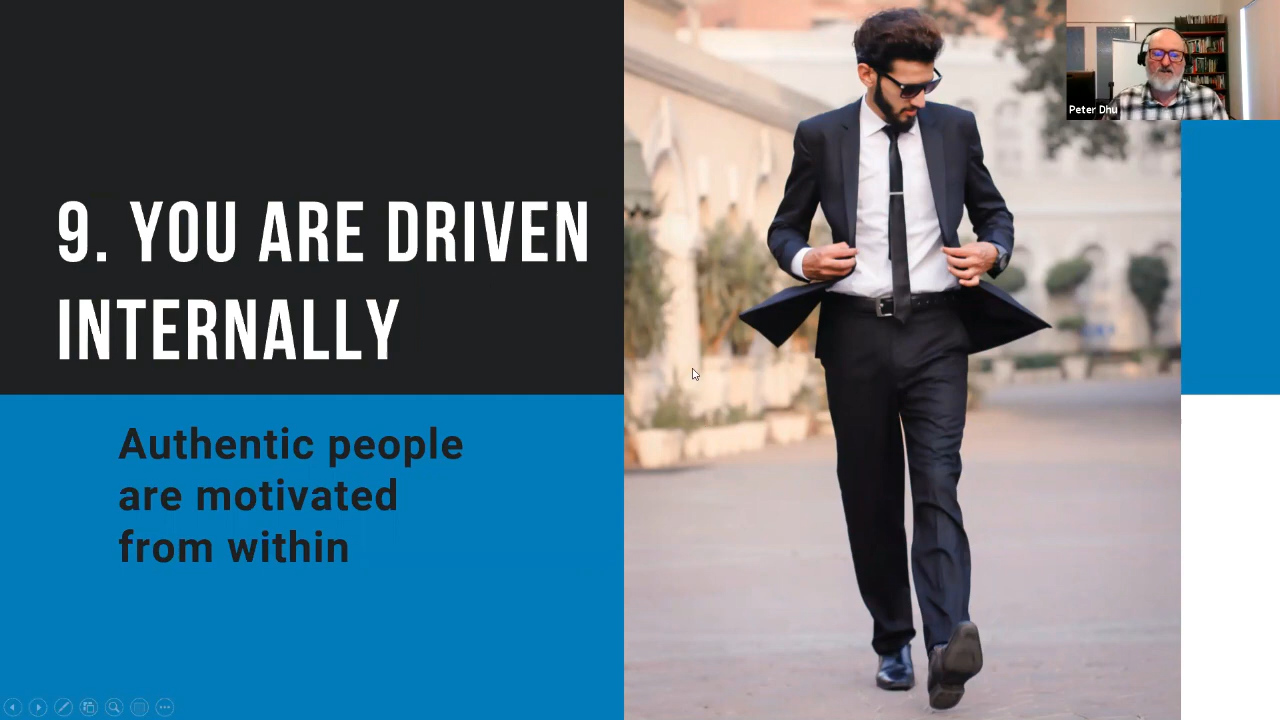 9. YOU ARE DRIVEN
INTERNALLY
Authentic people
are motivated
from within
Peter Dhu